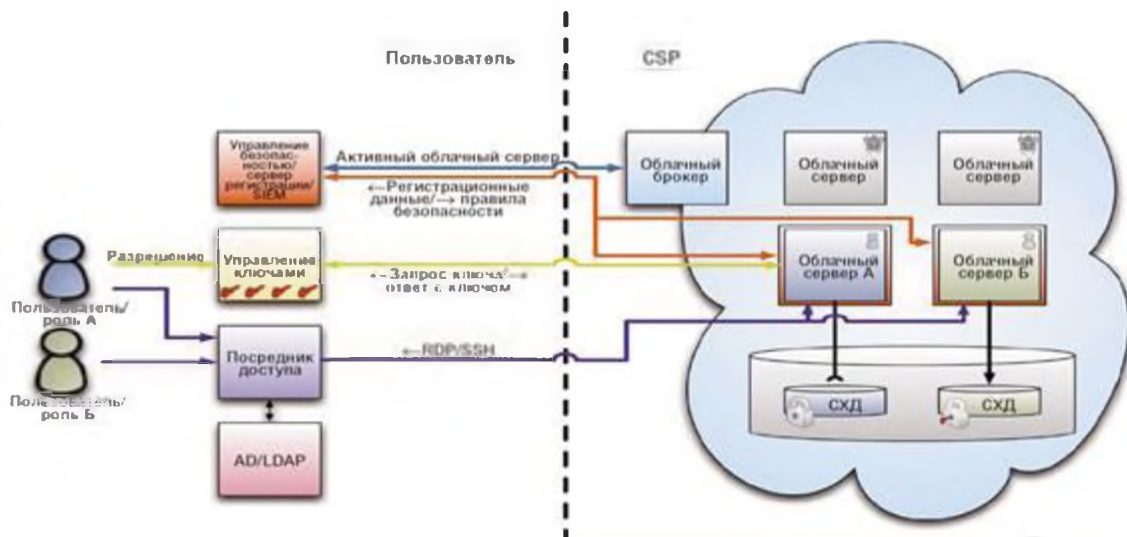 Пользователь
CSP
Управление
безопас-
ностью/
сервер
регистрации/
SIEM
Активный облачный сервер
Облачный
брокер
Облачный
сервер
Облачный
сервер
←Регистрационные
данные/→ правила
безопасности
Разрешение
Управление
ключами
←Запрос ключа/→
ответ с ключом
Облачный
сервер А
Облачный
сервер Б
Пользователь/
роль А
Посредник
доступа
←RDP/SSH
Пользователь/
роль Б
СХД
СХД
AD/LDAP